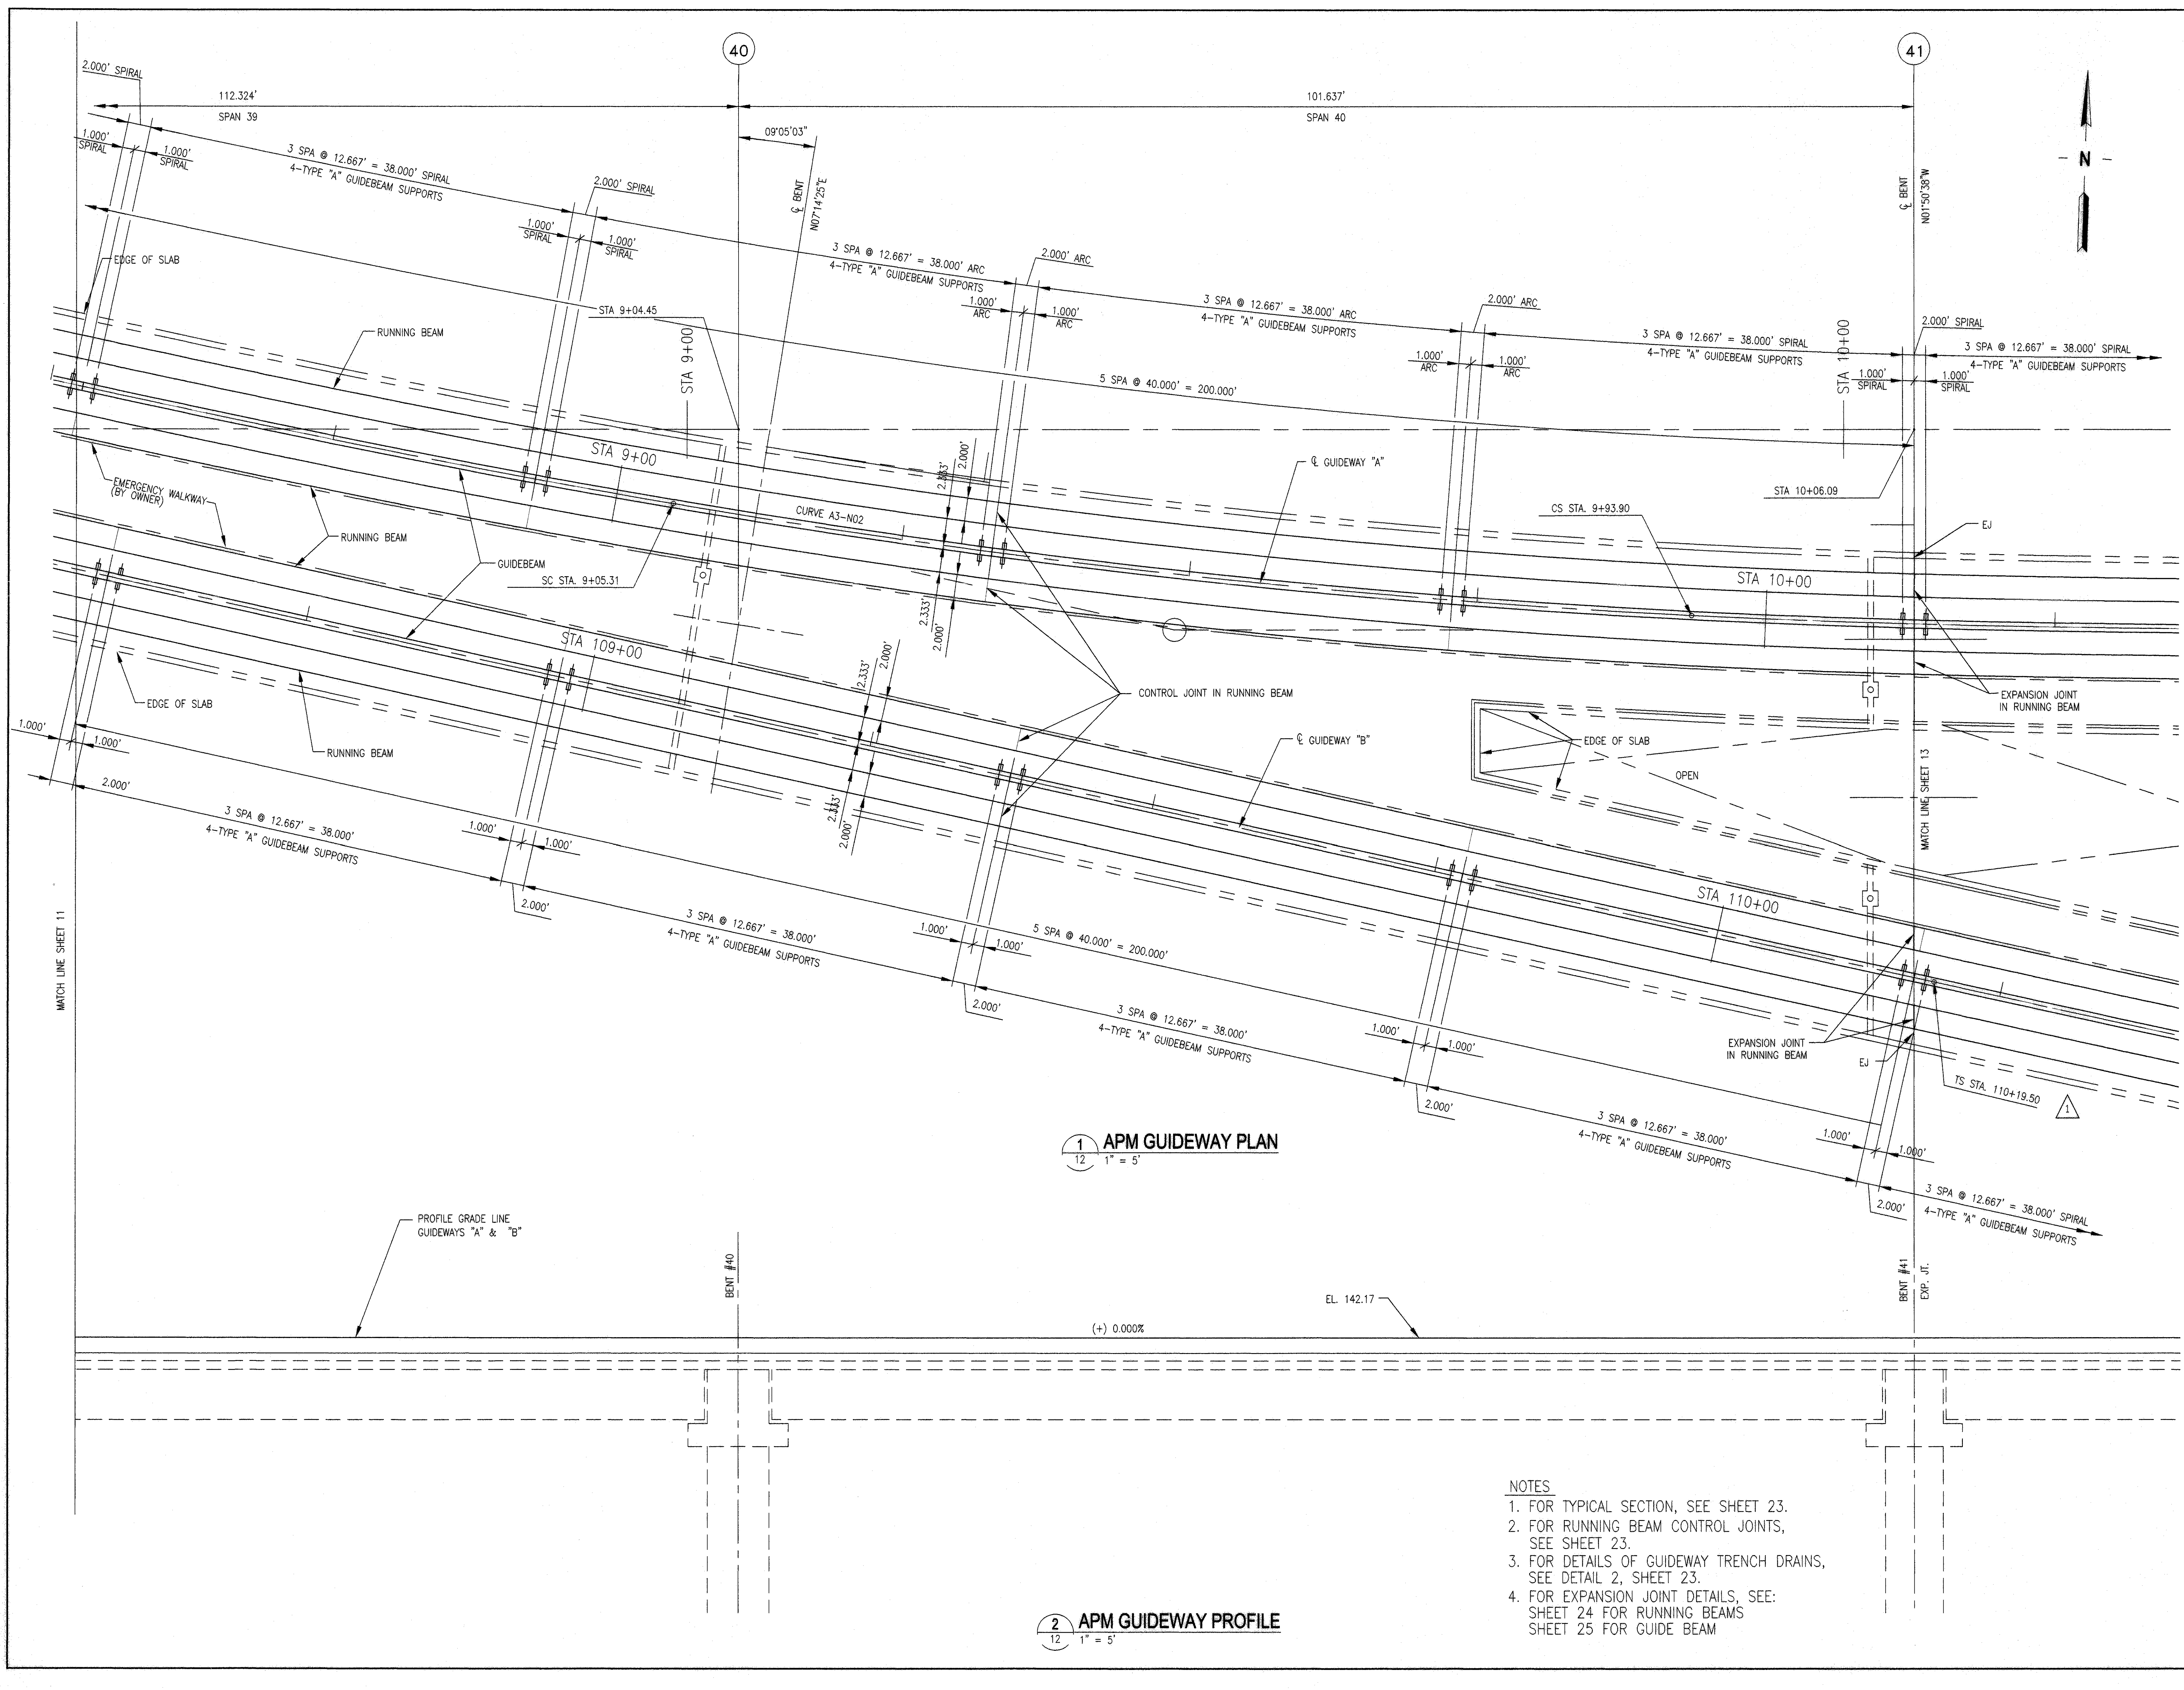 40
41
2.000' SPIRAL
112.324'
SPAN 39
101.637'
SPAN 40
09°05'03"
1.000'
SPIRAL
1.000'
SPIRAL
3 SPA @ 12.667' = 38.000' SPIRAL
4-TYPE "A" GUIDEBEAM SUPPORTS
2.000' SPIRAL
1.000'
SPIRAL
1.000'
SPIRAL
℄ BENT
N07°14'25"E
℄ BENT
N01°50'38"W
- N -
3 SPA @ 12.667' = 38.000' ARC
4-TYPE "A" GUIDEBEAM SUPPORTS
2.000' ARC
1.000'
ARC
1.000'
ARC
3 SPA @ 12.667' = 38.000' ARC
4-TYPE "A" GUIDEBEAM SUPPORTS
2.000' ARC
1.000'
ARC
1.000'
ARC
3 SPA @ 12.667' = 38.000' SPIRAL
4-TYPE "A" GUIDEBEAM SUPPORTS
STA 10+00
2.000' SPIRAL
3 SPA @ 12.667' = 38.000' SPIRAL
4-TYPE "A" GUIDEBEAM SUPPORTS
1.000'
SPIRAL
1.000'
SPIRAL
EDGE OF SLAB
RUNNING BEAM
STA 9+04.45
STA 9+00
5 SPA @ 40.000' = 200.000'
STA 9+00
EMERGENCY WALKWAY
(BY OWNER)
RUNNING BEAM
GUIDEBEAM
SC STA. 9+05.31
CURVE A3-N02
2.333'
2.000'
2.333'
2.000'
℄ GUIDEWAY "A"
CS STA. 9+93.90
STA 10+06.09
EJ
STA 10+00
STA 109+00
EDGE OF SLAB
RUNNING BEAM
2.333'
2.000'
2.333'
2.000'
CONTROL JOINT IN RUNNING BEAM
℄ GUIDEWAY "B"
EXPANSION JOINT
IN RUNNING BEAM
EDGE OF SLAB
OPEN
MATCH LINE SHEET 13
1.000'
1.000'
2.000'
3 SPA @ 12.667' = 38.000'
4-TYPE "A" GUIDEBEAM SUPPORTS
1.000'
1.000'
2.000'
3 SPA @ 12.667' = 38.000'
4-TYPE "A" GUIDEBEAM SUPPORTS
1.000'
1.000'
2.000'
5 SPA @ 40.000' = 200.000'
3 SPA @ 12.667' = 38.000'
4-TYPE "A" GUIDEBEAM SUPPORTS
1.000'
1.000'
2.000'
STA 110+00
EXPANSION JOINT
IN RUNNING BEAM
EJ
TS STA. 110+19.50
1
3 SPA @ 12.667' = 38.000'
4-TYPE "A" GUIDEBEAM SUPPORTS
1.000'
1.000'
2.000'
3 SPA @ 12.667' = 38.000' SPIRAL
4-TYPE "A" GUIDEBEAM SUPPORTS
MATCH LINE SHEET 11
1
12
APM GUIDEWAY PLAN
1" = 5'
PROFILE GRADE LINE
GUIDEWAYS "A" & "B"
BENT #40
EL. 142.17
(+) 0.000%
BENT #41
EXP. JT.
2
12
APM GUIDEWAY PROFILE
1" = 5'
NOTES
1. FOR TYPICAL SECTION, SEE SHEET 23.
2. FOR RUNNING BEAM CONTROL JOINTS,
SEE SHEET 23.
3. FOR DETAILS OF GUIDEWAY TRENCH DRAINS,
SEE DETAIL 2, SHEET 23.
4. FOR EXPANSION JOINT DETAILS, SEE:
SHEET 24 FOR RUNNING BEAMS
SHEET 25 FOR GUIDE BEAM